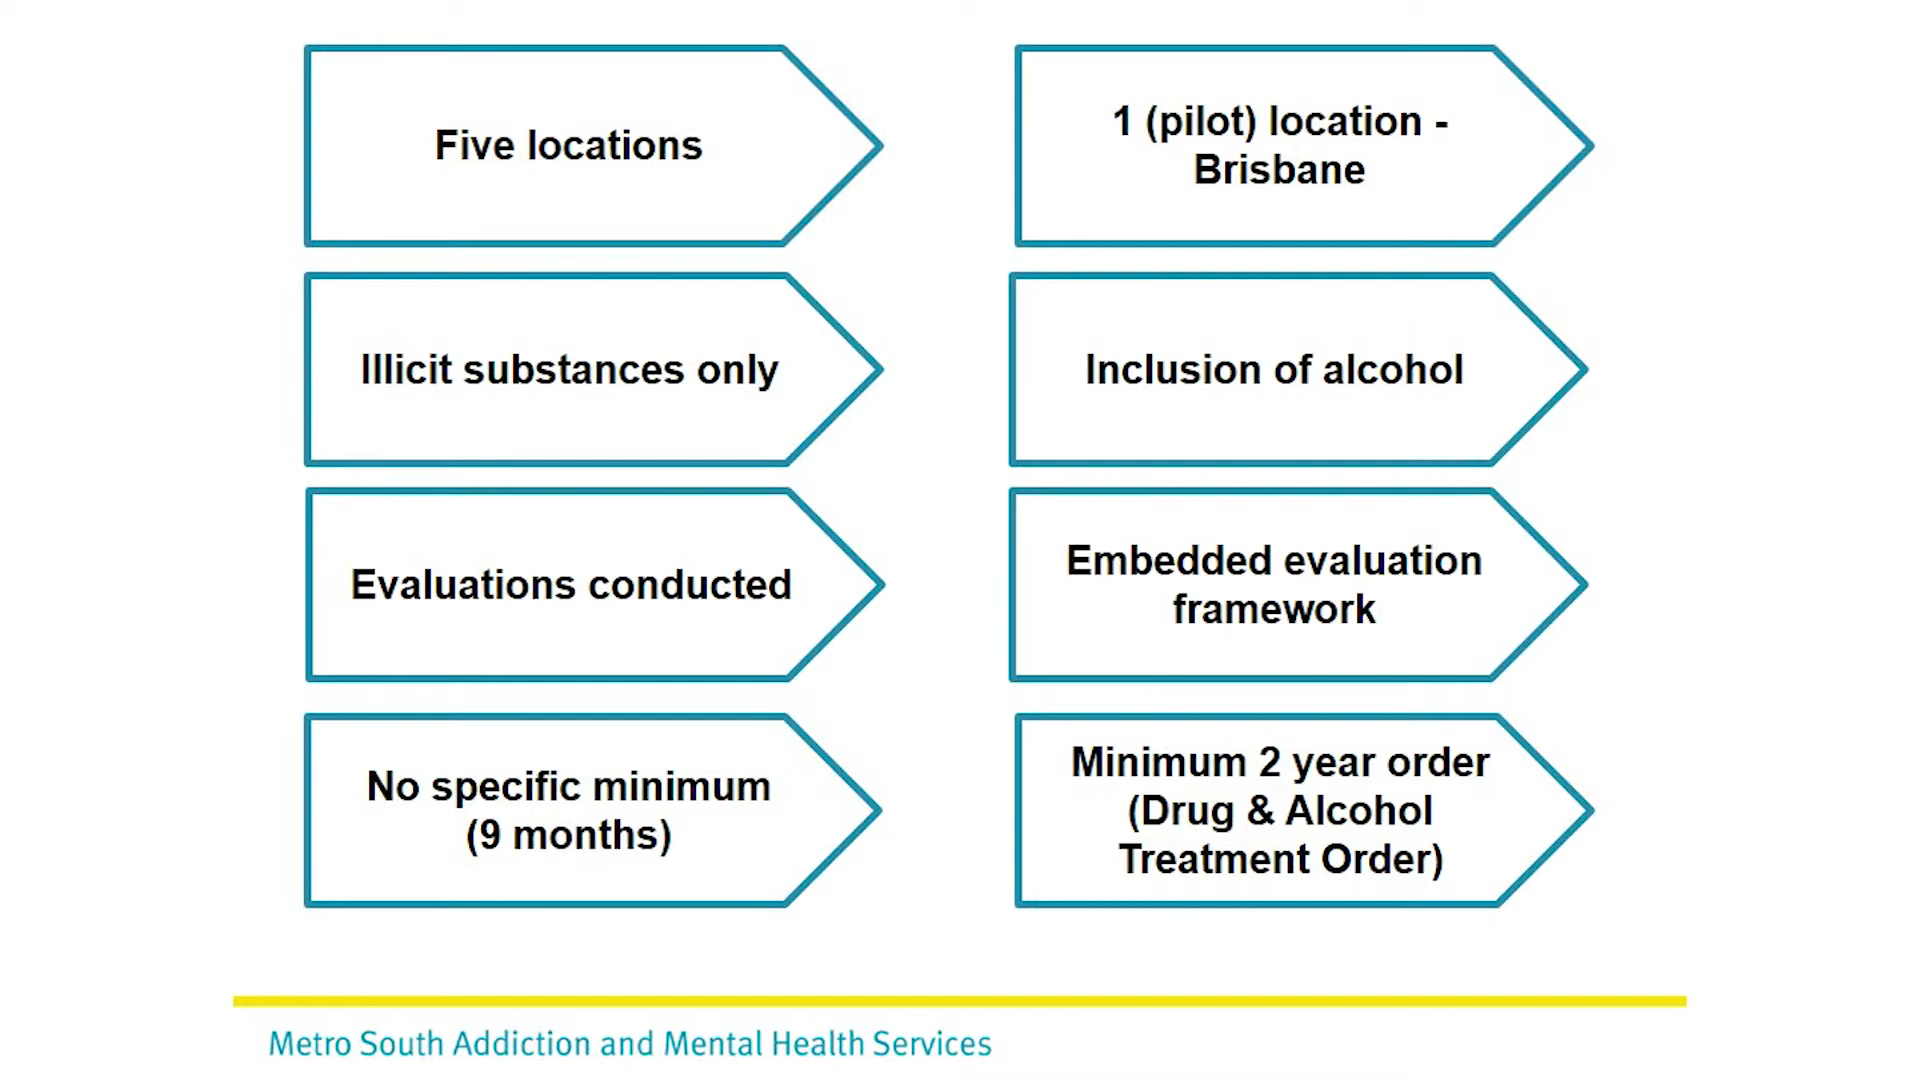 Five locations
1 (pilot) location -
Brisbane
Illicit substances only
Inclusion of alcohol
Evaluations conducted
Embedded evaluation
framework
No specific minimum
(9 months)
Minimum 2 year order
(Drug & Alcohol
Treatment Order)
Metro South Addiction and Mental Health Services